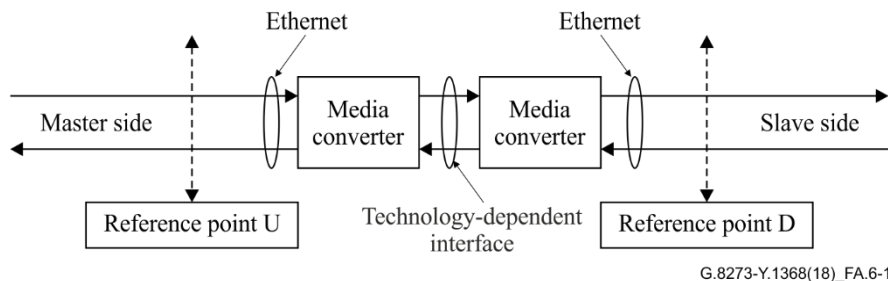 Ethernet
Ethernet
Master side
Media
converter
Media
converter
Slave side
Reference point U
Technology-dependent
interface
Reference point D
G.8273-Y.1368(18)_FA.6-1